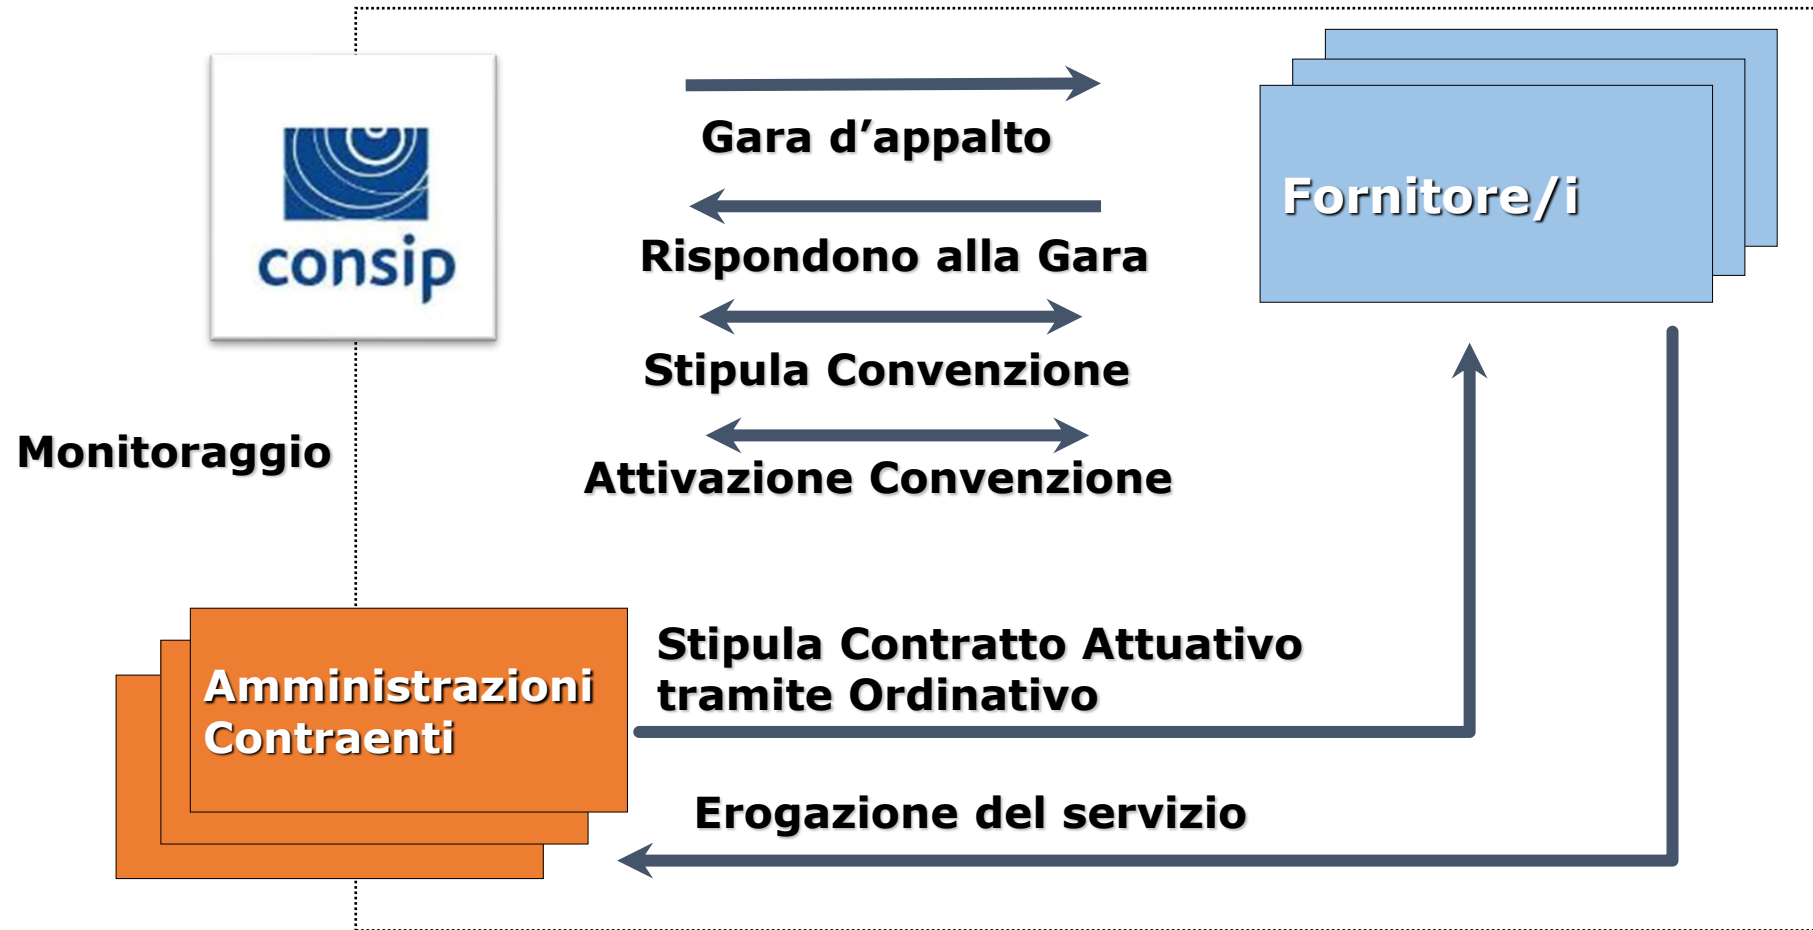 consip
Gara d’appalto
Fornitore/i
Rispondono alla Gara
Stipula Convenzione
Monitoraggio
Attivazione Convenzione
Amministrazioni
Contraenti
Stipula Contratto Attuativo
tramite Ordinativo
Erogazione del servizio